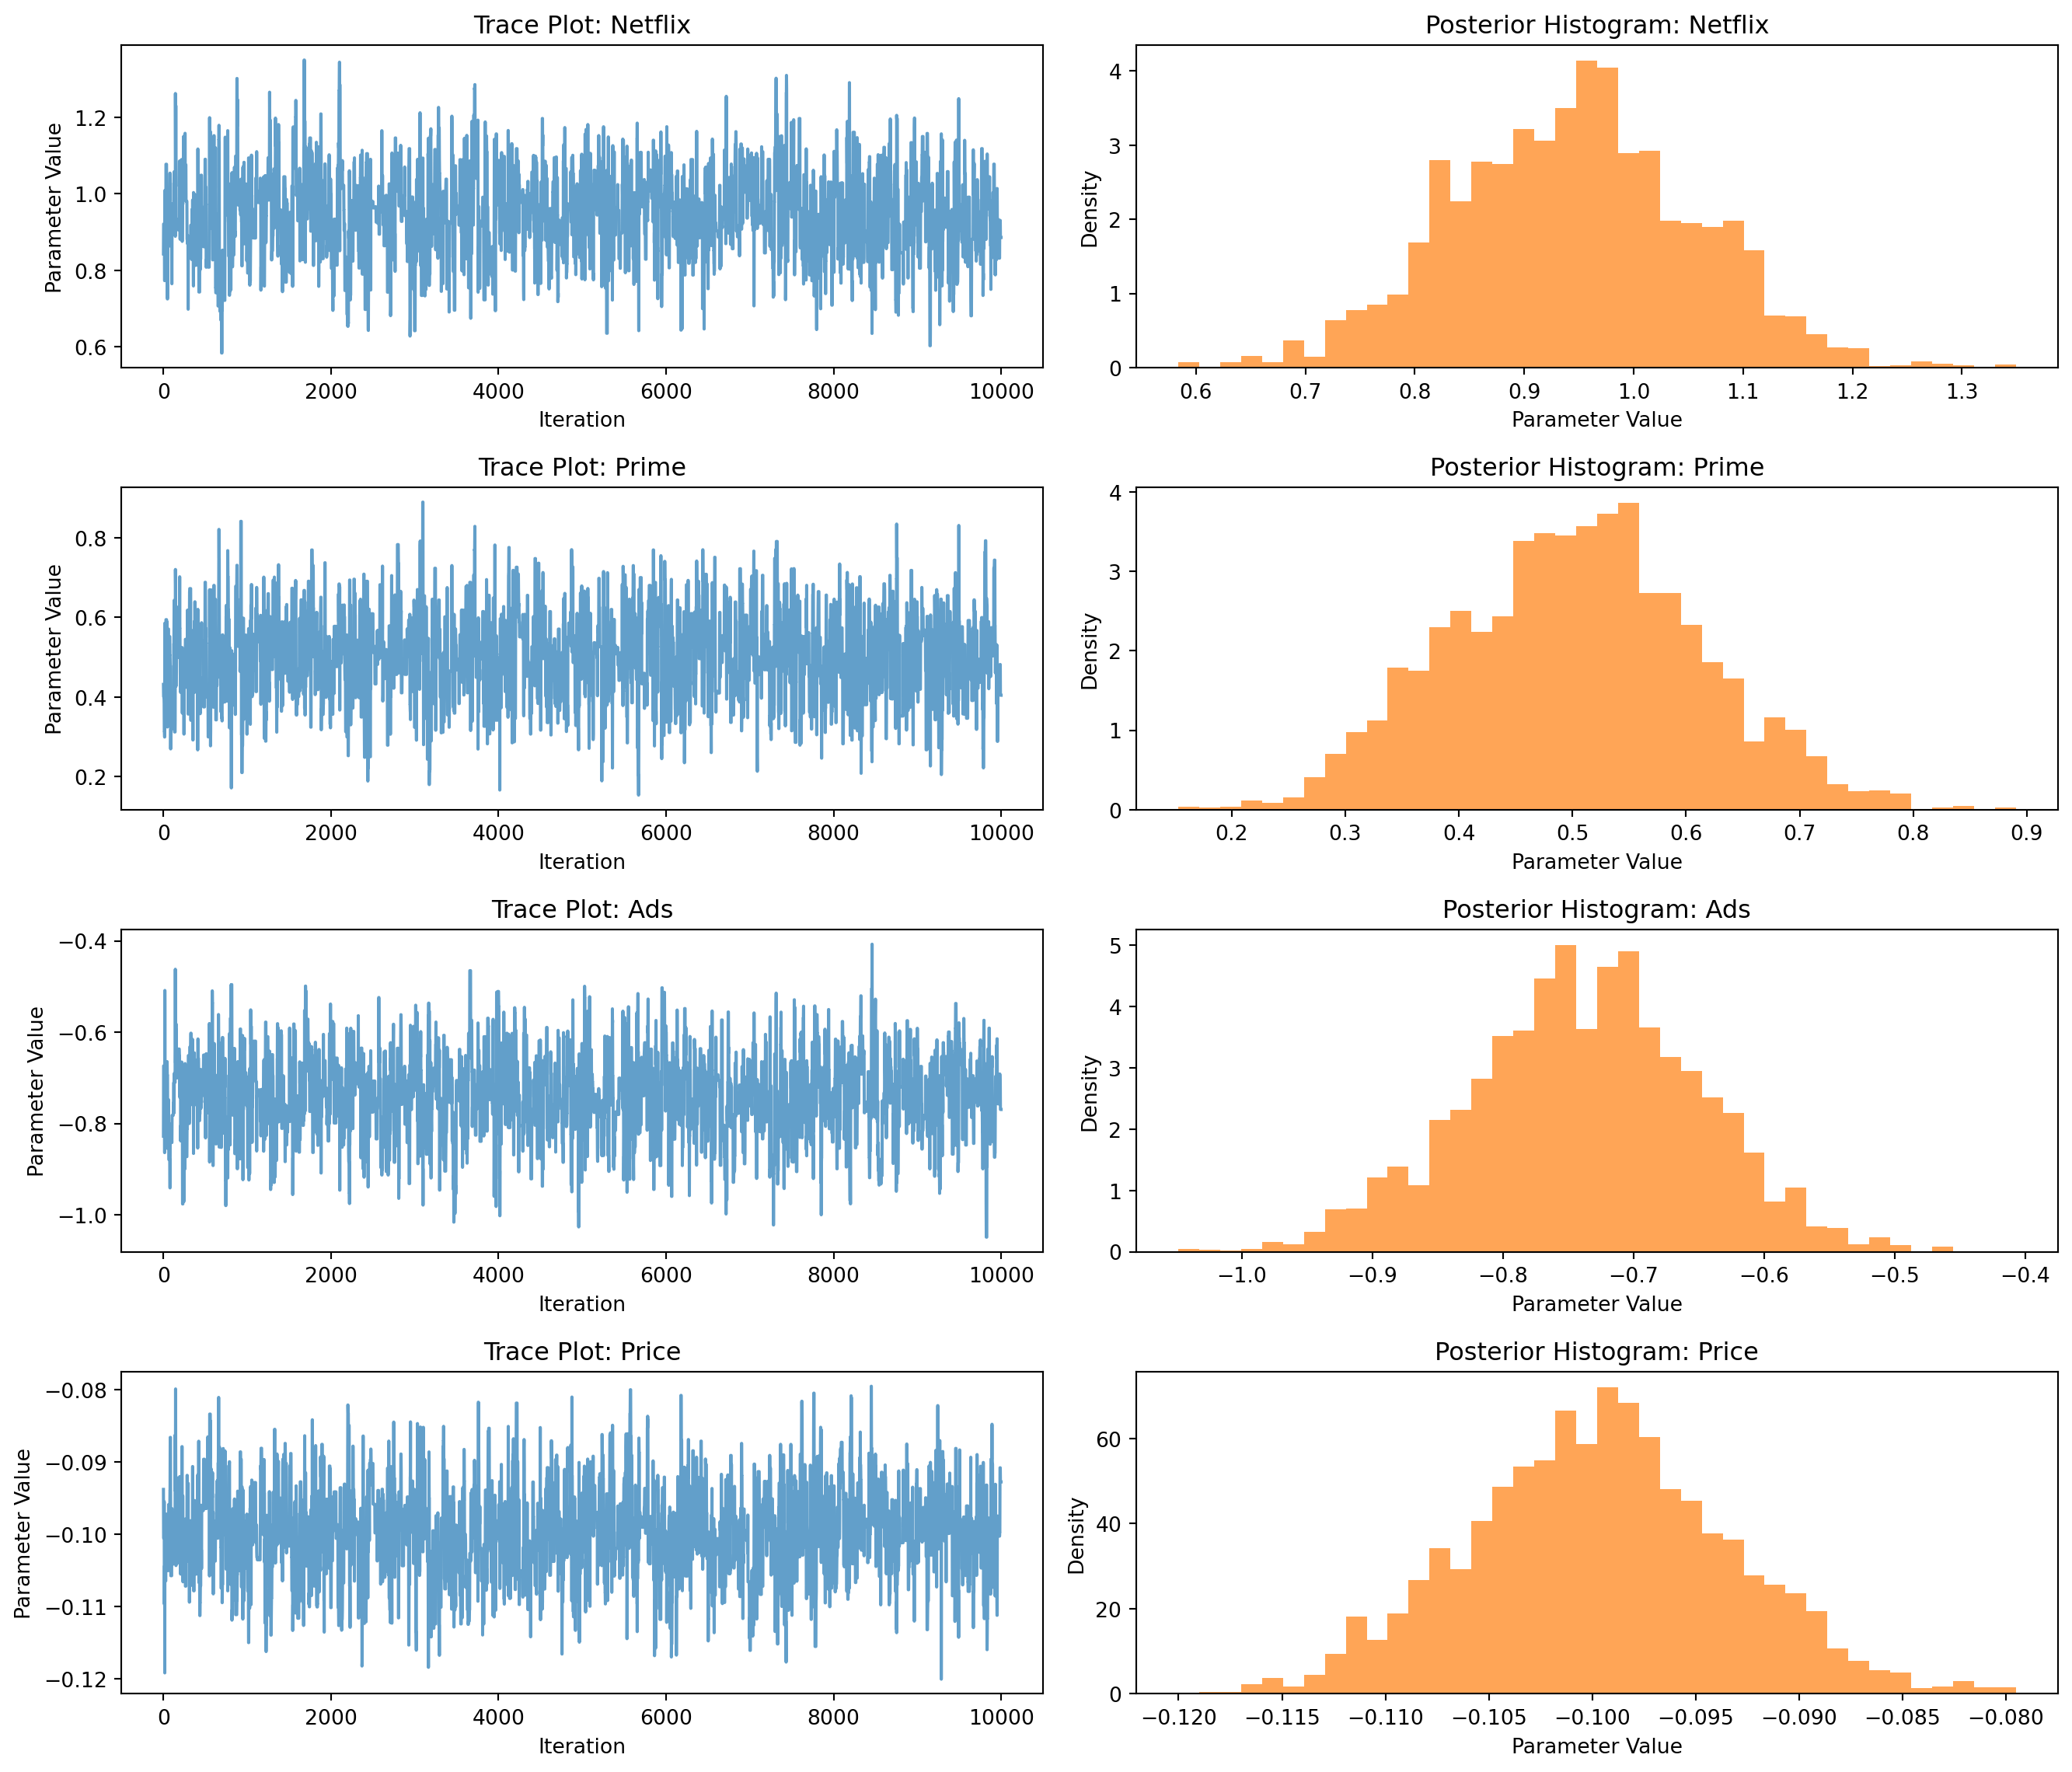 Trace Plot: Netflix
Parameter Value
1.2
1.0
0.8
0.6
0 2000 4000 6000 8000 10000
Iteration
Posterior Histogram: Netflix
Density
4
3
2
1
0
0.6 0.7 0.8 0.9 1.0 1.1 1.2 1.3
Parameter Value
Trace Plot: Prime
Parameter Value
0.8
0.6
0.4
0.2
0 2000 4000 6000 8000 10000
Iteration
Posterior Histogram: Prime
Density
4
3
2
1
0
0.2 0.3 0.4 0.5 0.6 0.7 0.8 0.9
Parameter Value
Trace Plot: Ads
Parameter Value
−0.4
−0.6
−0.8
−1.0
0 2000 4000 6000 8000 10000
Iteration
Posterior Histogram: Ads
Density
5
4
3
2
1
0
−1.0 −0.9 −0.8 −0.7 −0.6 −0.5 −0.4
Parameter Value
Trace Plot: Price
Parameter Value
−0.08
−0.09
−0.10
−0.11
−0.12
0 2000 4000 6000 8000 10000
Iteration
Posterior Histogram: Price
Density
60
40
20
0
−0.120 −0.115 −0.110 −0.105 −0.100 −0.095 −0.090 −0.085 −0.080
Parameter Value